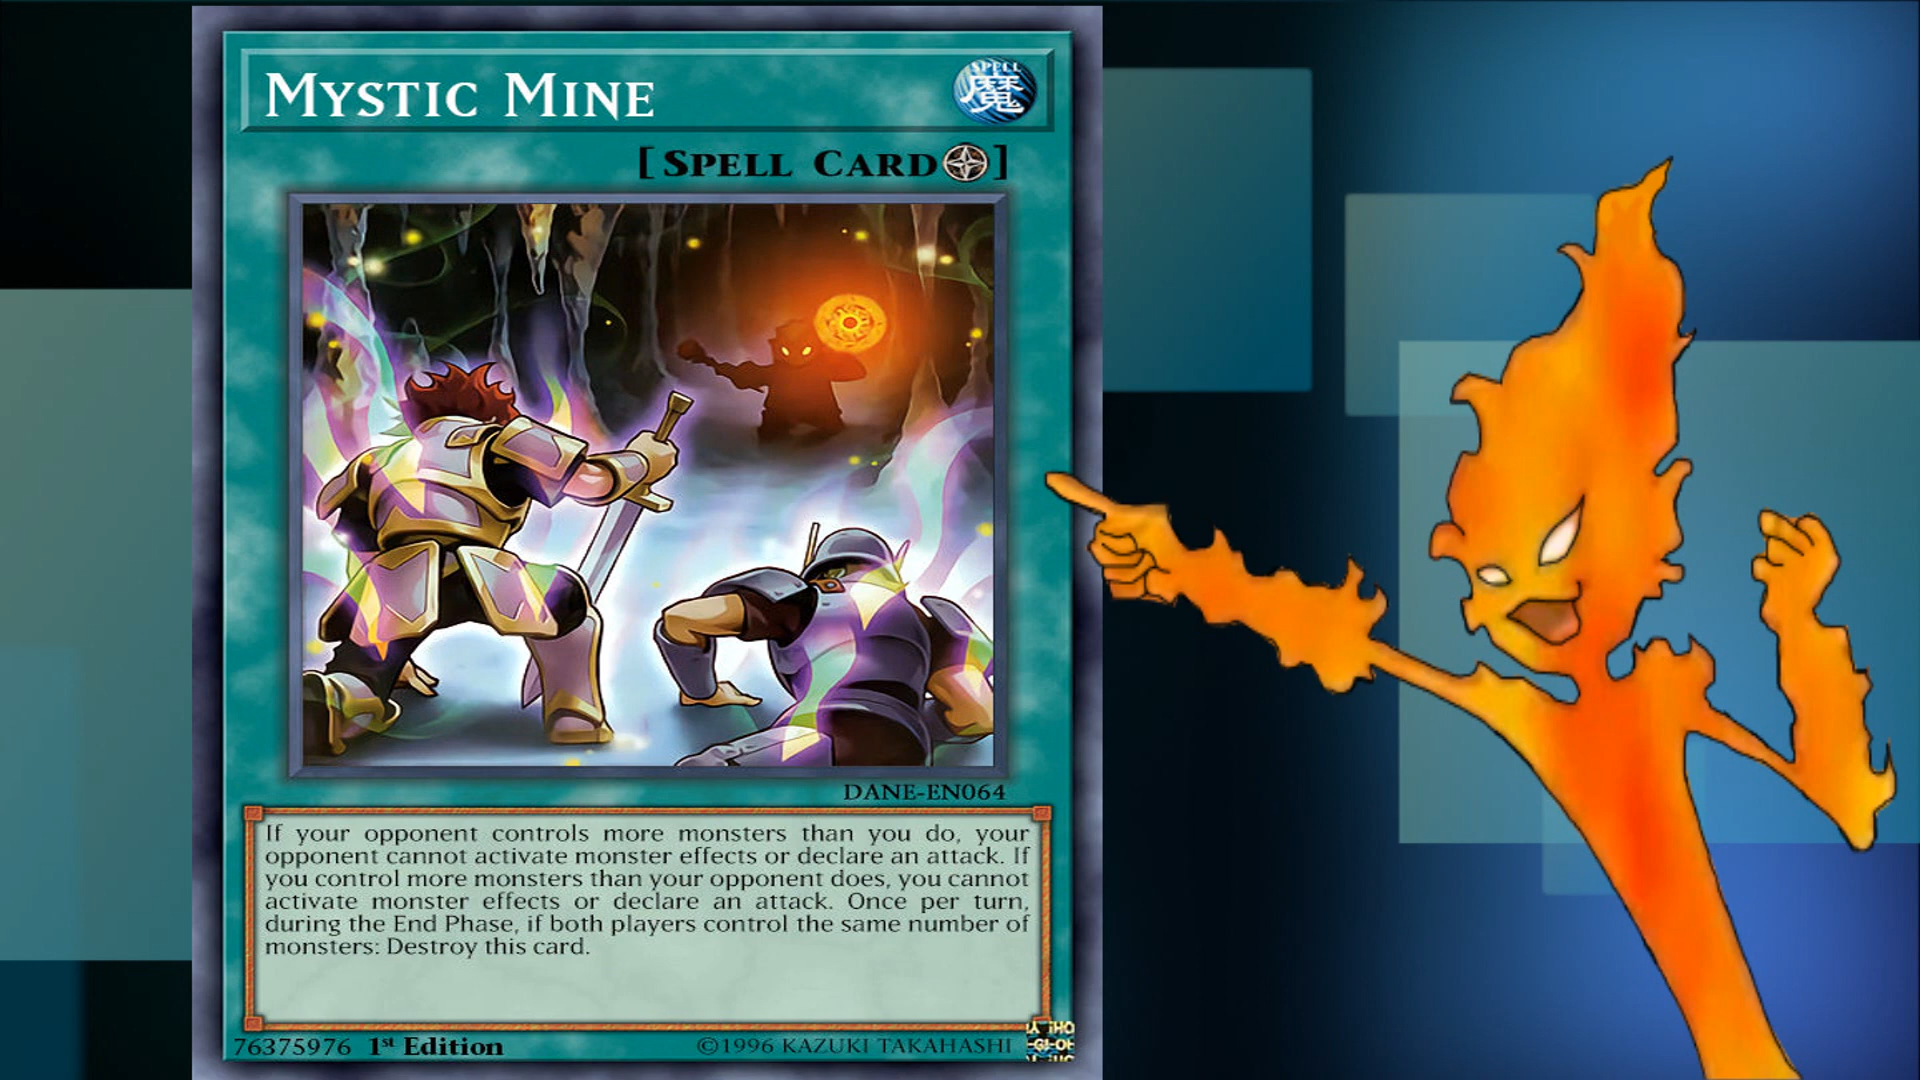 Mystic Mine
SPELL
魔
[Spell Card]
DANE-EN064
If your opponent controls more monsters than you do, your
opponent cannot activate monster effects or declare an attack. If
you control more monsters than your opponent does, you cannot
activate monster effects or declare an attack. Once per turn,
during the End Phase, if both players control the same number of
monsters: Destroy this card.
76375976 1st Edition ©1996 KAZUKI TAKAHASHI